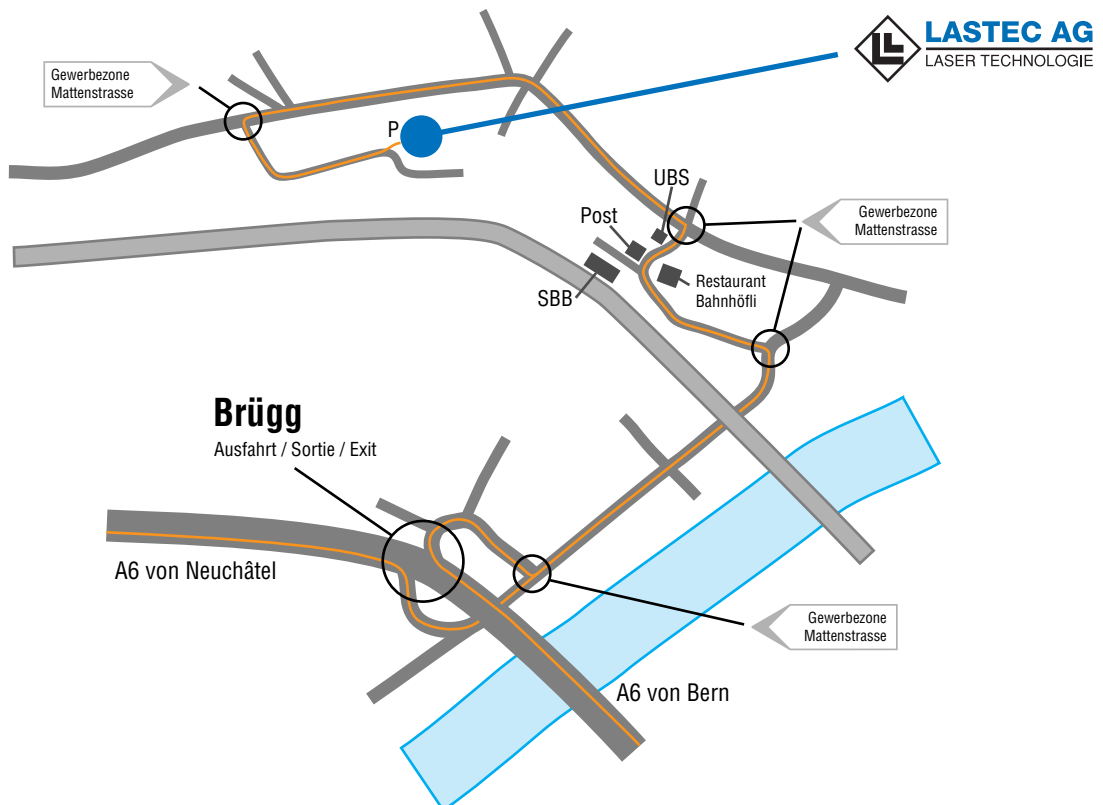 LASTEC AG
LASER TECHNOLOGIE
Gewerbezone
Mattenstrasse
P
UBS
Post
Gewerbezone
Mattenstrasse
SBB
Restaurant
Bahnhöfli
Brügg
Ausfahrt / Sortie / Exit
A6 von Neuchâtel
Gewerbezone
Mattenstrasse
A6 von Bern